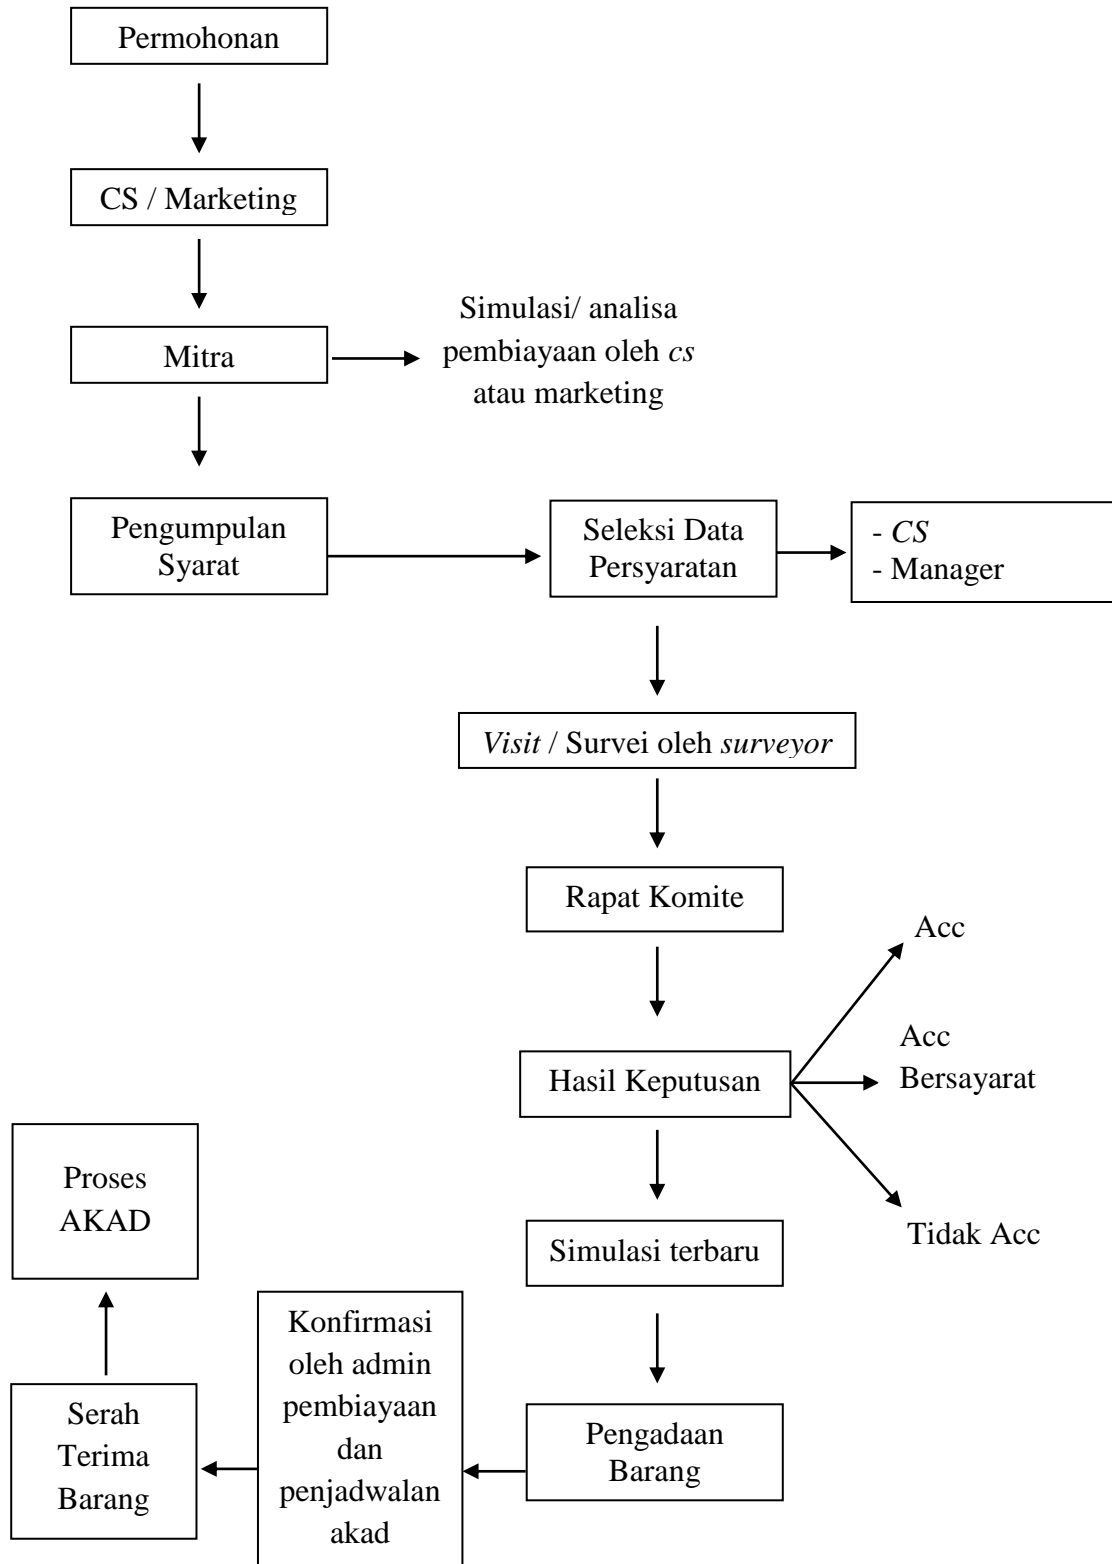 Permohonan
CS / Marketing
Mitra
Simulasi/ analisa
pembiayaan oleh cs
atau marketing
Pengumpulan
Syarat
Seleksi Data
Persyaratan
- CS
- Manager
Visit / Survei oleh surveyor
Rapat Komite
Hasil Keputusan
Acc
Acc
Bersayarat
Tidak Acc
Simulasi terbaru
Pengadaan
Barang
Konfirmasi
oleh admin
pembiayaan
dan
penjadwalan
akad
Serah
Terima
Barang
Proses
AKAD